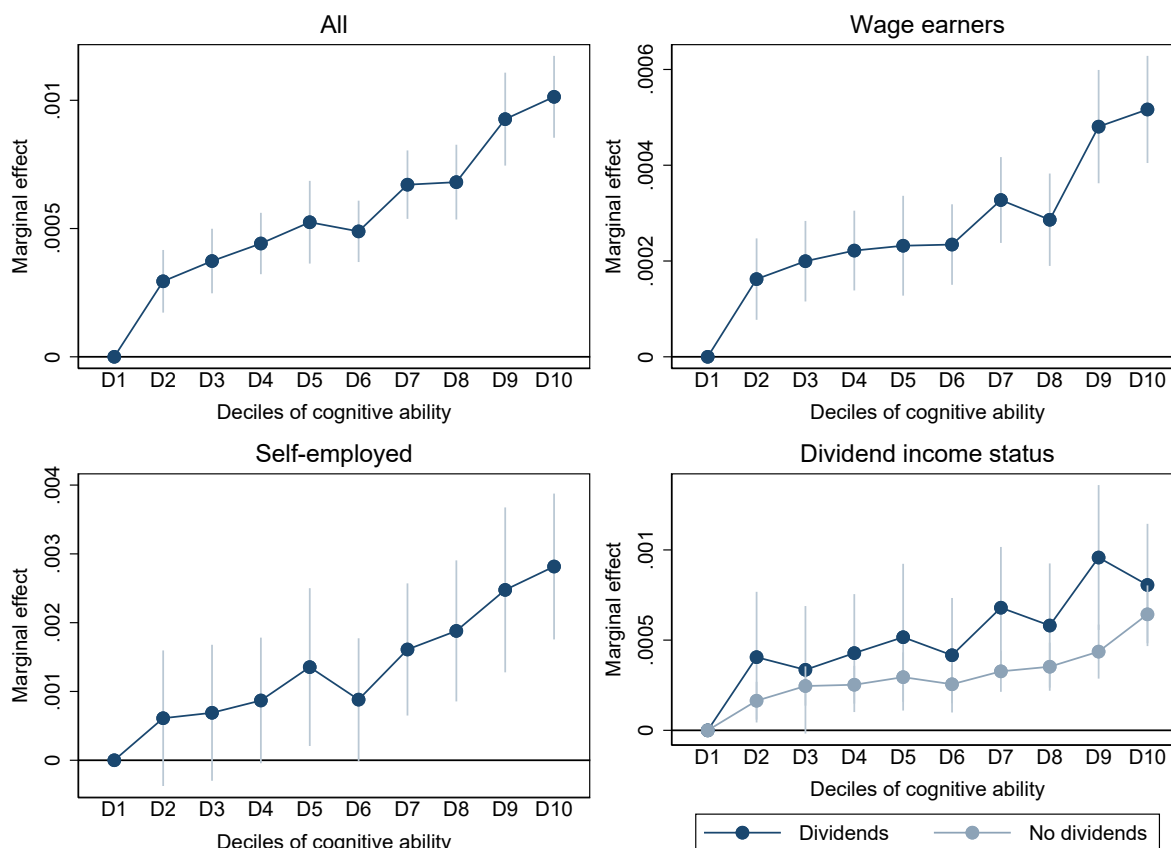 All
Marginal effect
.001
.0005
0
D1 D2 D3 D4 D5 D6 D7 D8 D9 D10
Deciles of cognitive ability
Wage earners
Marginal effect
.0006
.0004
.0002
0
D1 D2 D3 D4 D5 D6 D7 D8 D9 D10
Deciles of cognitive ability
Self-employed
Marginal effect
.004
.003
.002
.001
0
D1 D2 D3 D4 D5 D6 D7 D8 D9 D10
Deciles of cognitive ability
Dividend income status
Marginal effect
.001
.0005
0
D1 D2 D3 D4 D5 D6 D7 D8 D9 D10
Deciles of cognitive ability
Dividends No dividends